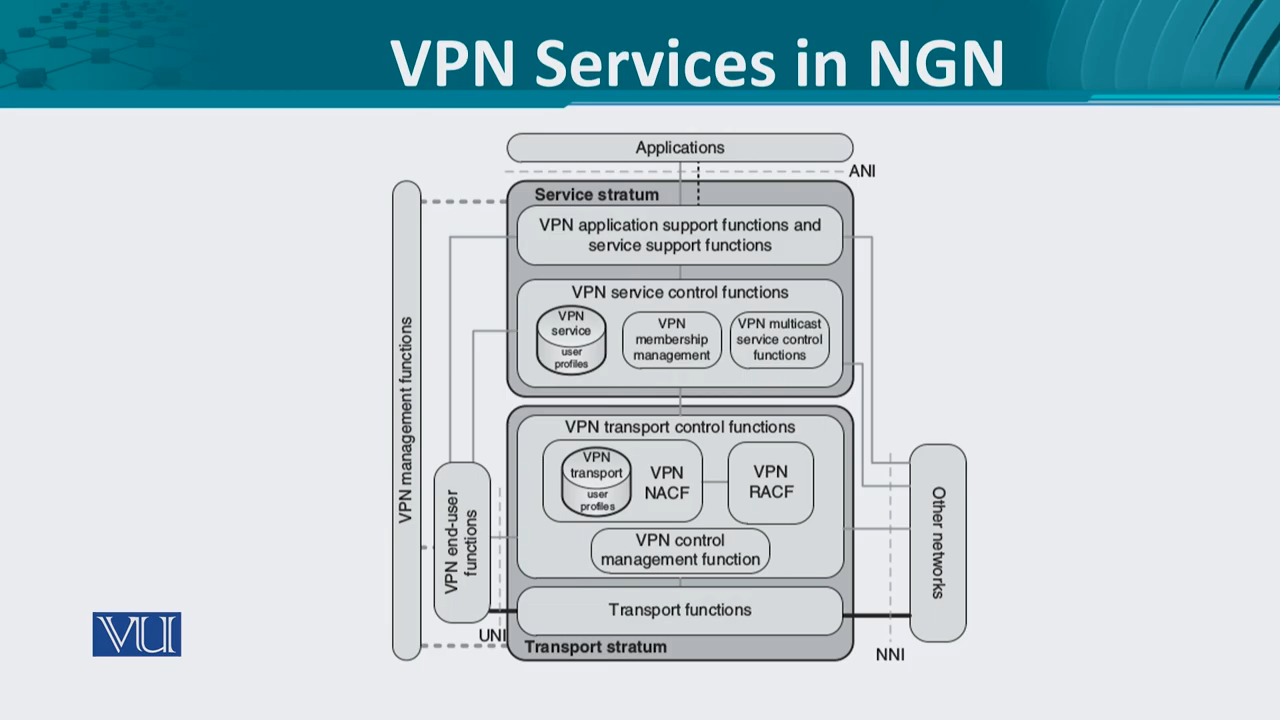 VPN Services in NGN
Applications
ANI
Service stratum
VPN application support functions and
service support functions
VPN service control functions
VPN
service
user
profiles
VPN
membership
management
VPN multicast
service control
functions
VPN management functions
VPN transport control functions
VPN
transport
user
profiles
VPN
NACF
VPN
RACF
VPN control
management function
VPN end-user
functions
Other networks
Transport functions
UNI
Transport stratum
NNI
VU